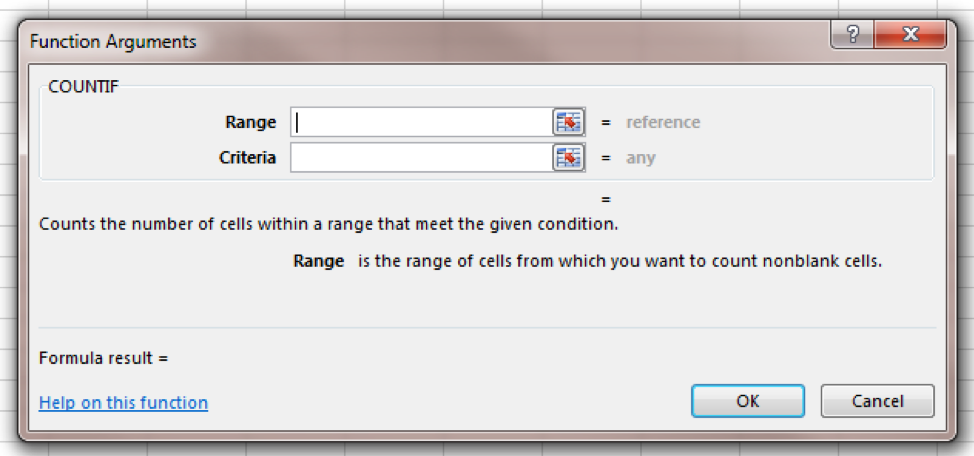 Function Arguments
?
X
COUNTIF
Range = reference
Criteria = any
=
Counts the number of cells within a range that meet the given condition.
Range is the range of cells from which you want to count nonblank cells.
Formula result =
Help on this function
OK Cancel